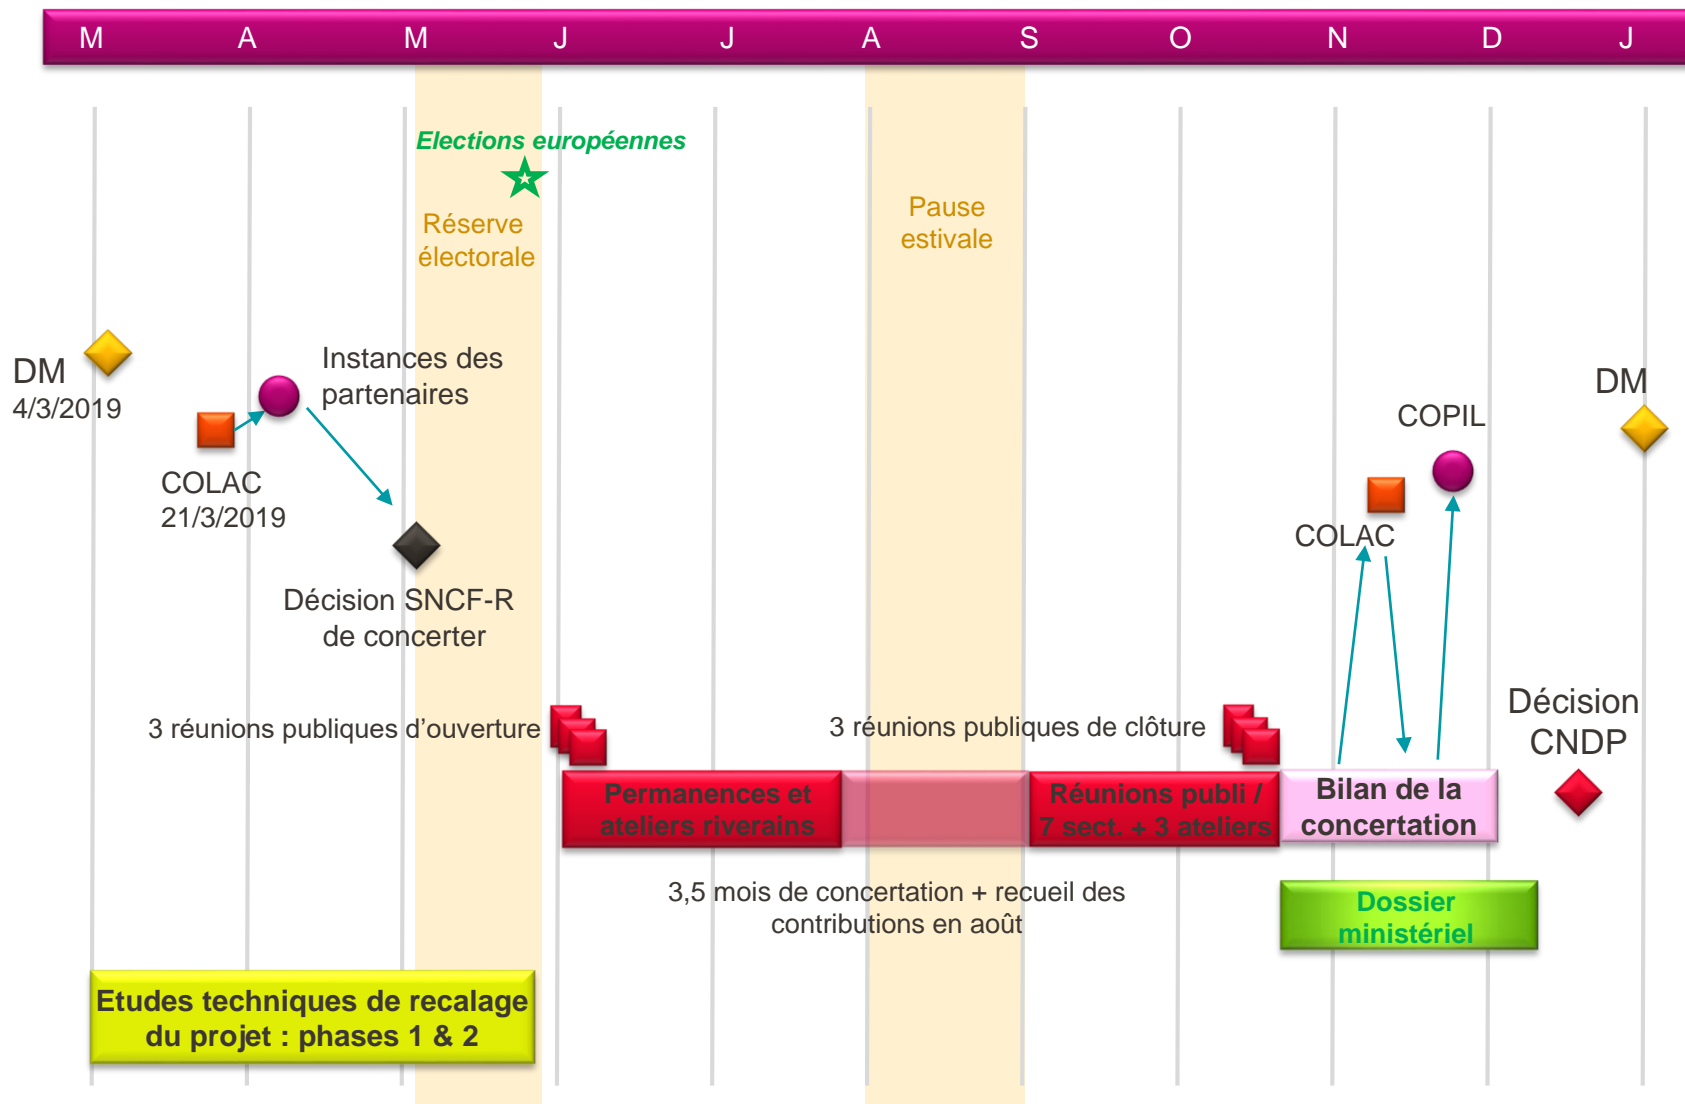 M A M J J A S O N D J
Elections européennes
Réserve
électorale
Pause
estivale
DM
4/3/2019
Instances des
partenaires
COLAC
21/3/2019
Décision SNCF-R
de concerter
DM
COPIL
COLAC
3 réunions publiques d’ouverture
3 réunions publiques de clôture
Décision
CNDP
Permanences et
ateliers riverains
Réunions publi /
7 sect. + 3 ateliers
Bilan de la
concertation
3,5 mois de concertation + recueil des
contributions en août
Dossier
ministériel
Etudes techniques de recalage
du projet : phases 1 & 2